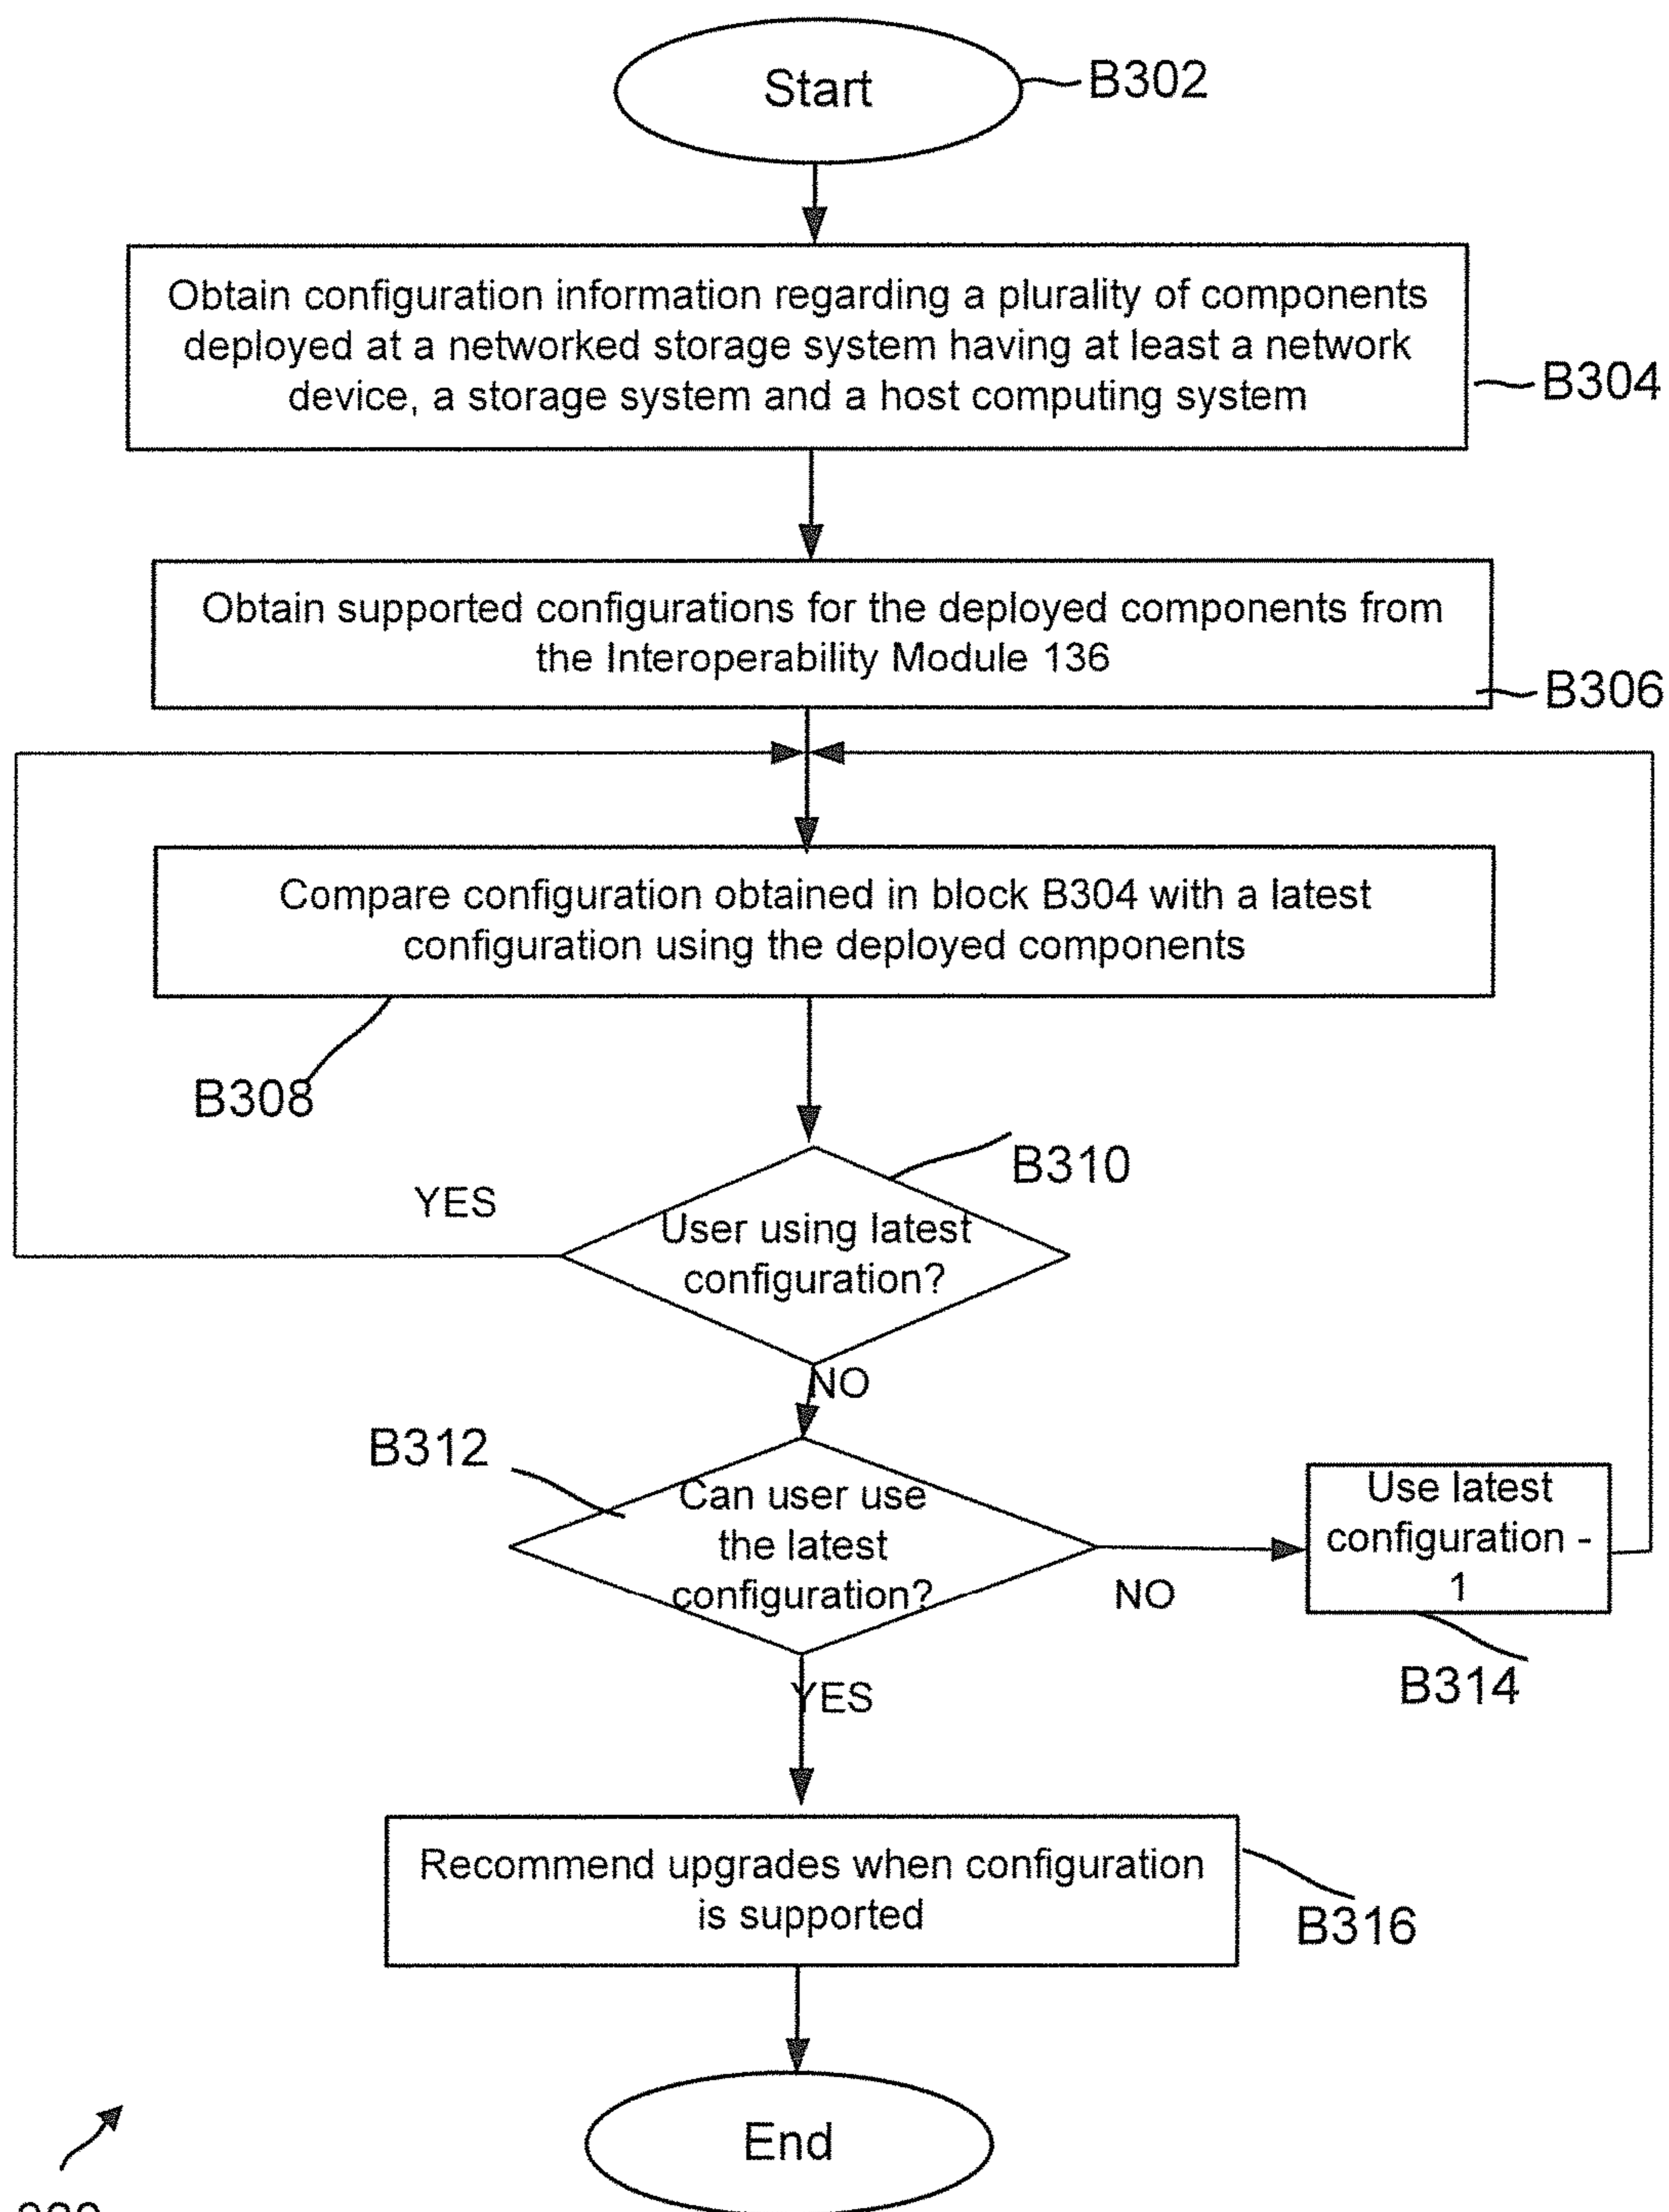 Start
B302
Obtain configuration information regarding a plurality of components
deployed at a networked storage system having at least a network
device, a storage system and a host computing system
B304
Obtain supported configurations for the deployed components from
the Interoperability Module 136
B306
Compare configuration obtained in block B304 with a latest
configuration using the deployed components
B308
B310
YES
User using latest
configuration?
NO
B312
Can user use
the latest
configuration?
NO
Use latest
configuration -
1
B314
YES
Recommend upgrades when configuration
is supported
B316
End